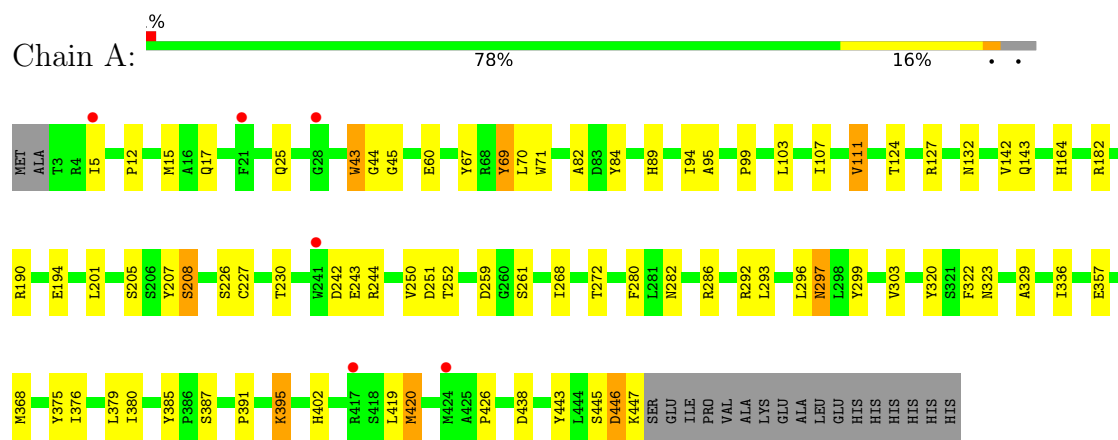 .%
Chain A:
78% 16% . .
MET ALA T3 R4 I5 P12 M15 A16 Q17 F21 Q25 G28 W43 G44 G45 E60 Y67 R68 Y69 L70 W71 A82 D83 Y84 H89 I94 A95 P99 L103 I107 V111 T124 R127 N132 V142 Q143 H164 R182
R190 E194 L201 S205 S206 Y207 S208 S226 C227 T230 W241 D242 E243 R244 V250 D251 T252 D259 G260 S261 I268 T272 F280 L281 N282 R286 R292 L293 L296 N297 L298 Y299 V303 Y320 S321 F322 N323 A329 I336 E357
M368 Y375 I376 L379 I380 Y385 P386 S387 P391 K395 H402 R417 S418 L419 M420 M424 A425 P426 D438 Y443 L444 S445 D446 K447 SER GLU ILE PRO VAL ALA LYS GLU ALA LEU GLU HIS HIS HIS HIS HIS HIS